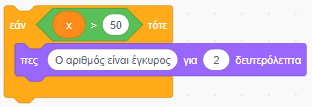 εάν x > 50 τότε
πες Ο αριθμός είναι έγκυρος για 2 δευτερόλεπτα